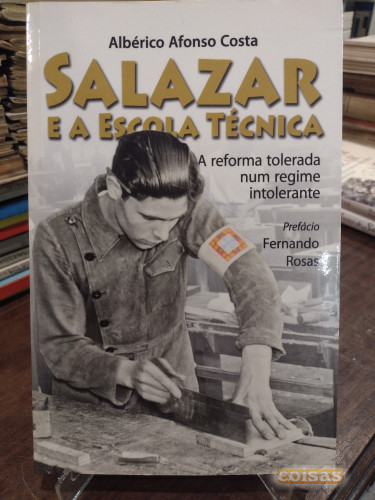 Albérico Afonso Costa
SALAZAR
E A ESCOLA TÉCNICA
A reforma tolerada
num regime
intolerante
Prefácio
Fernando
Rosas
coisas